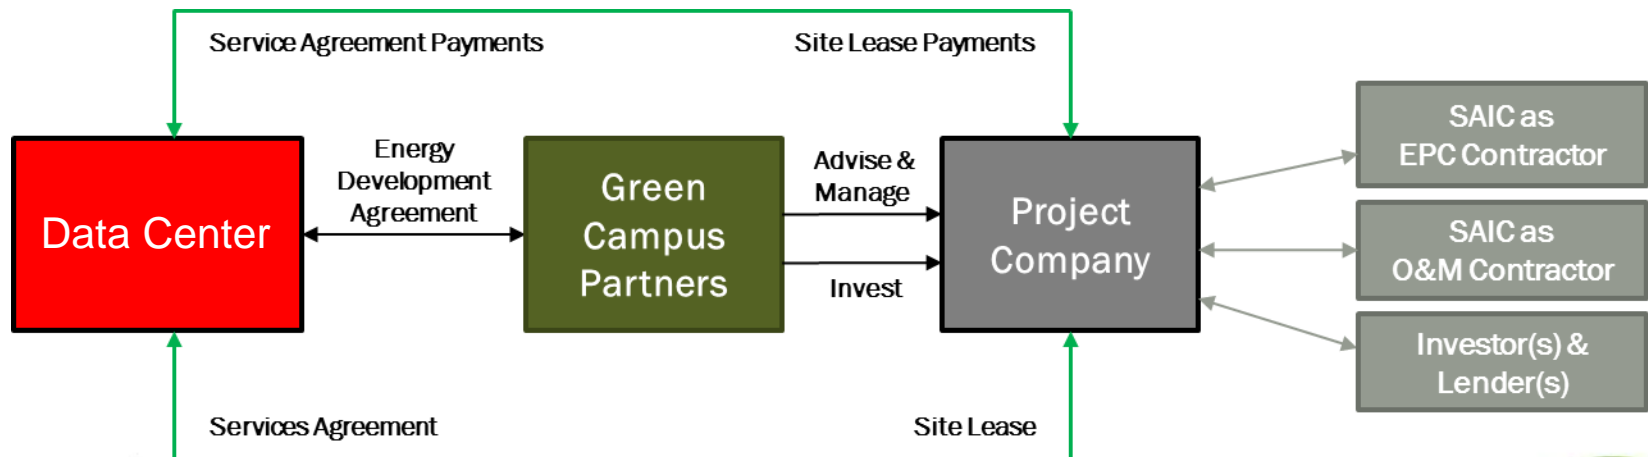 Service Agreement Payments
Site Lease Payments
Data Center
Energy
Development
Agreement
Green
Campus
Partners
Advise &
Manage
Invest
Project
Company
SAIC as
EPC Contractor
SAIC as
O&M Contractor
Investor(s) &
Lender(s)
Services Agreement
Site Lease